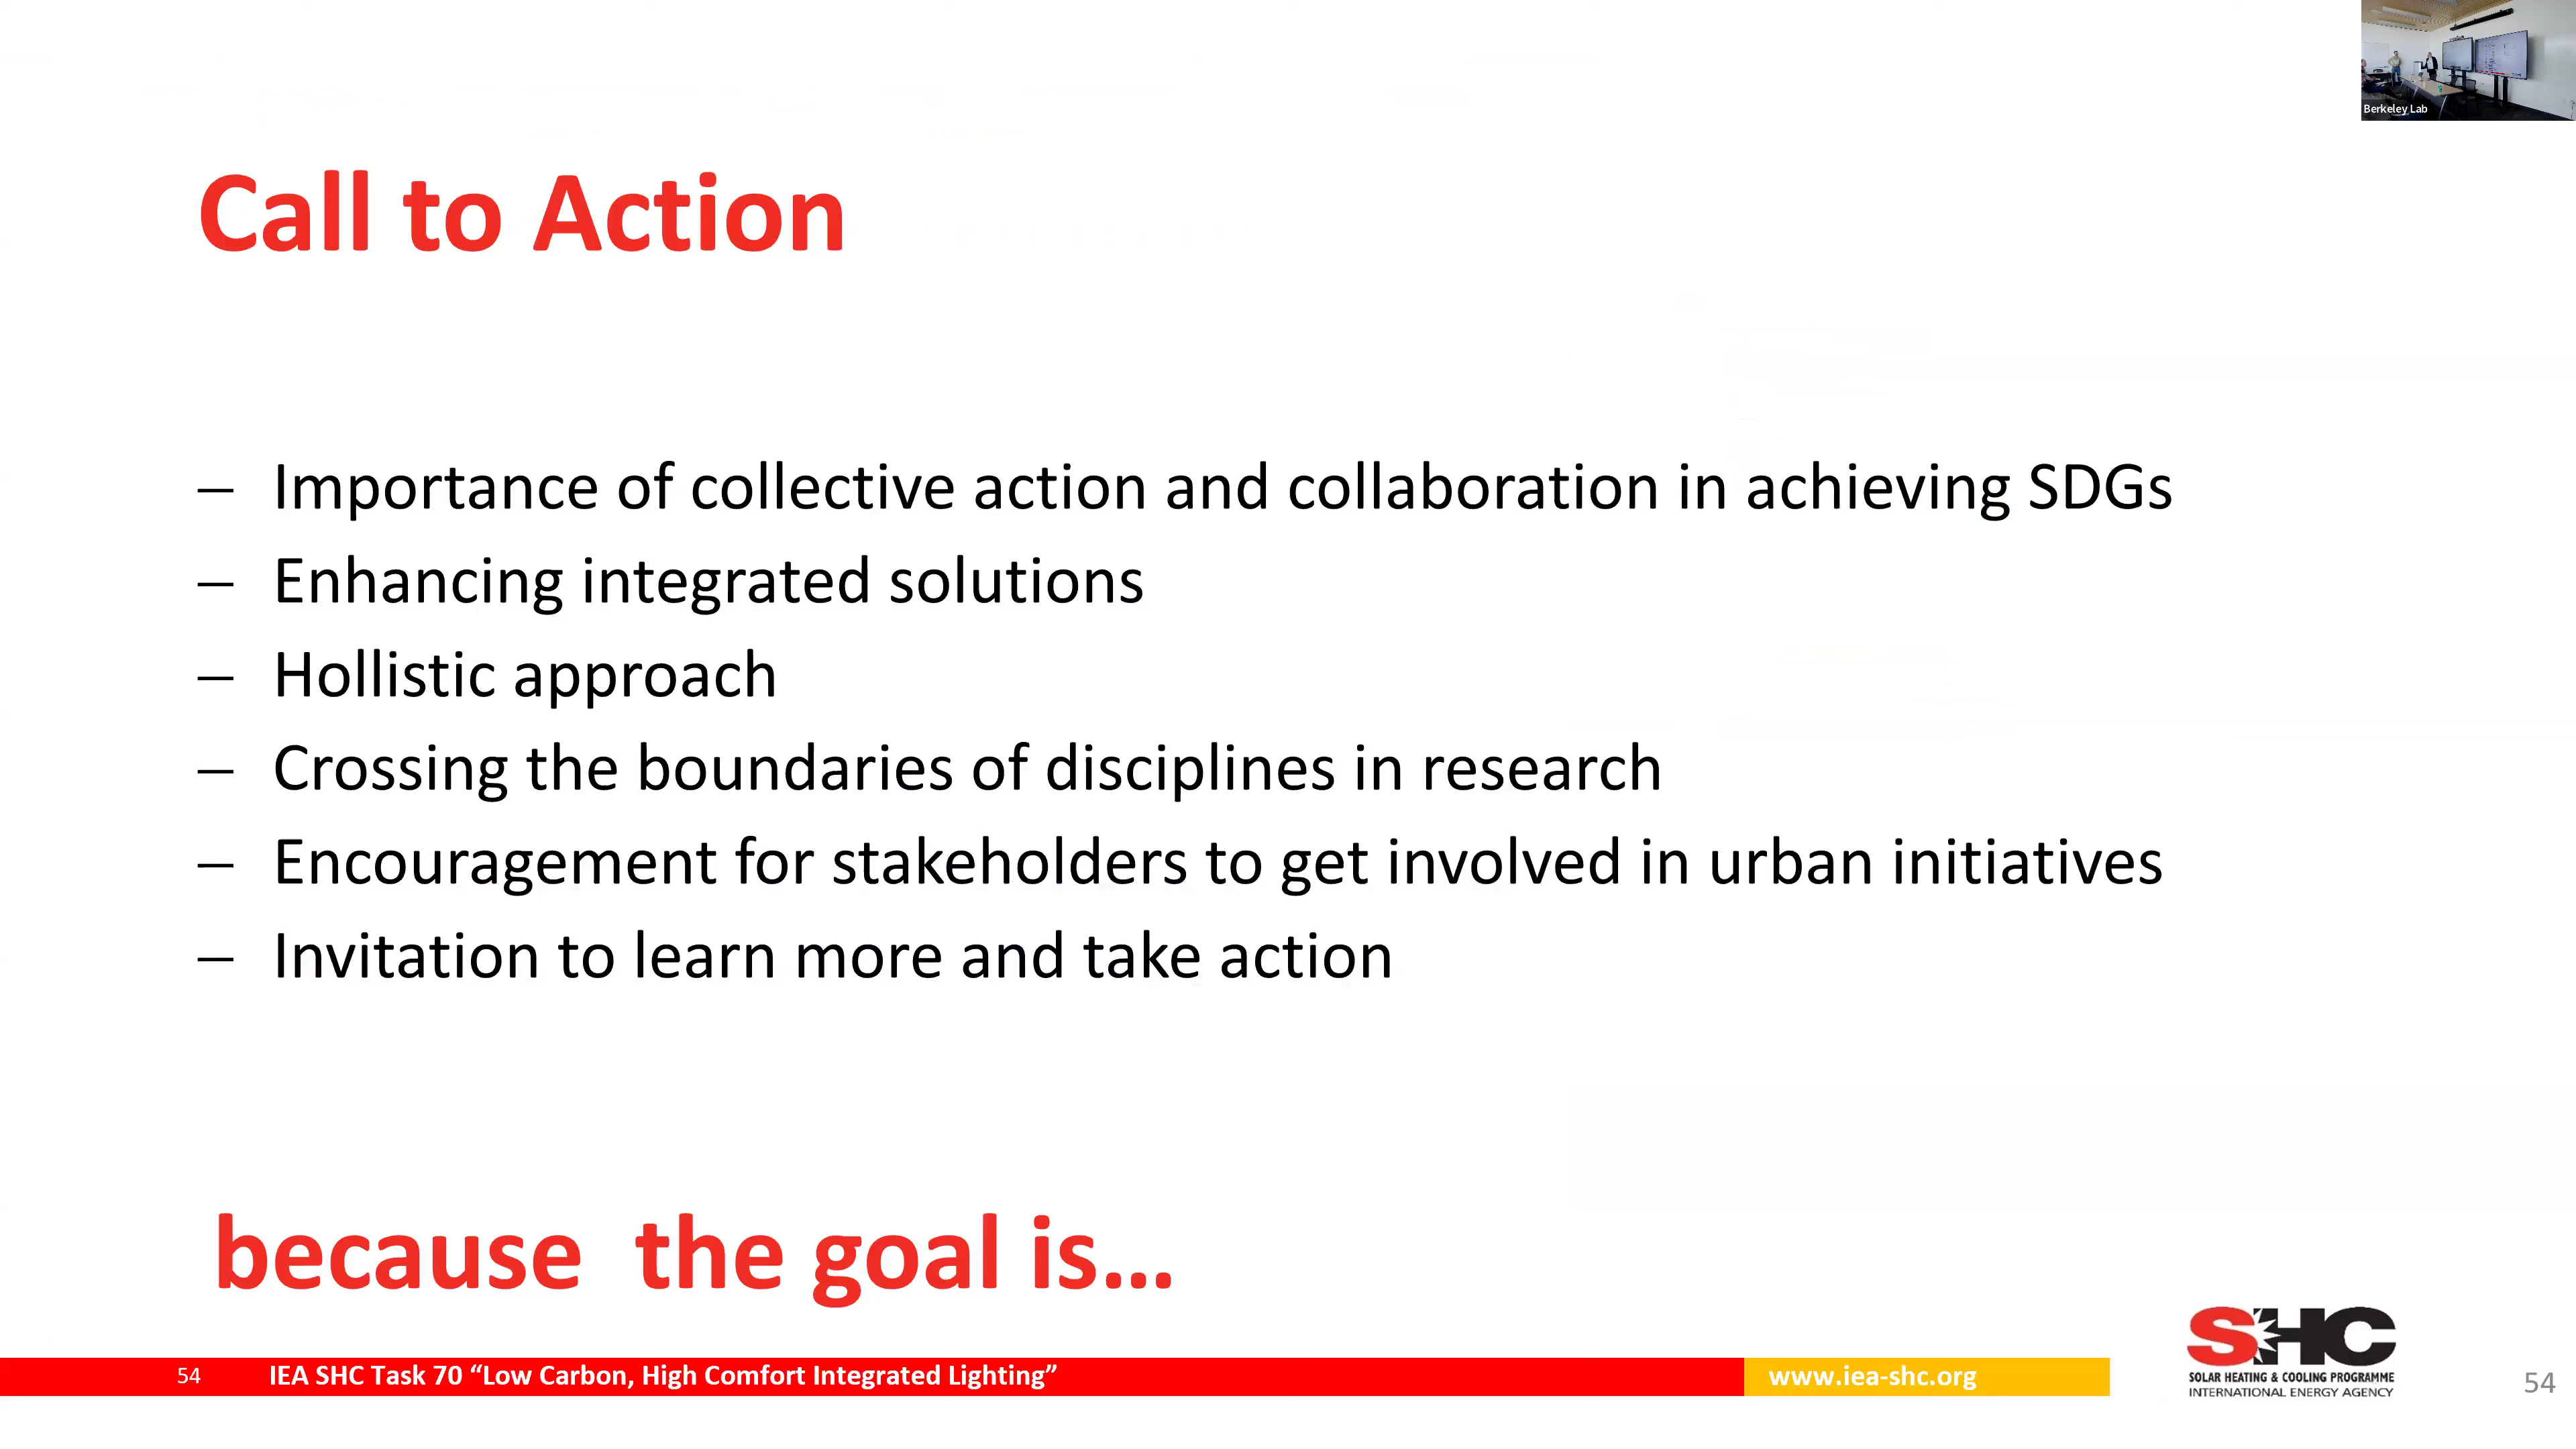 Berkeley Lab
Call to Action
– Importance of collective action and collaboration in achieving SDGs
– Enhancing integrated solutions
– Hollistic approach
– Crossing the boundaries of disciplines in research
– Encouragement for stakeholders to get involved in urban initiatives
– Invitation to learn more and take action
because  the goal is...
54 IEA SHC Task 70 “Low Carbon, High Comfort Integrated Lighting” www.iea-shc.org
SHC
SOLAR HEATING & COOLING PROGRAMME
INTERNATIONAL ENERGY AGENCY
54